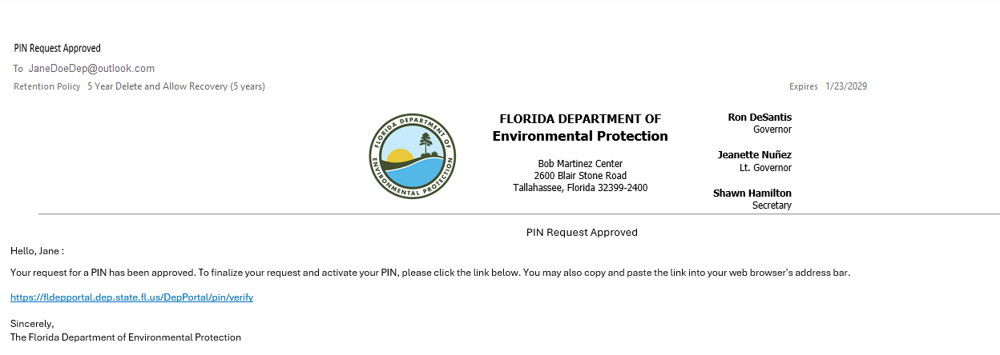 PIN Request Approved
To JaneDoeDep@outlook.com
Retention Policy 5 Year Delete and Allow Recovery (5 years)
Expires 1/23/2029
FLORIDA DEPARTMENT OF
ENVIRONMENTAL PROTECTION
FLORIDA DEPARTMENT OF
Environmental Protection
Bob Martinez Center
2600 Blair Stone Road
Tallahassee, Florida 32399-2400
Ron DeSantis
Governor
Jeanette Nuñez
Lt. Governor
Shawn Hamilton
Secretary
PIN Request Approved
Hello, Jane :
Your request for a PIN has been approved. To finalize your request and activate your PIN, please click the link below. You may also copy and paste the link into your web browser's address bar.
https://fldepportal.dep.state.fl.us/DepPortal/pin/verify
Sincerely,
The Florida Department of Environmental Protection